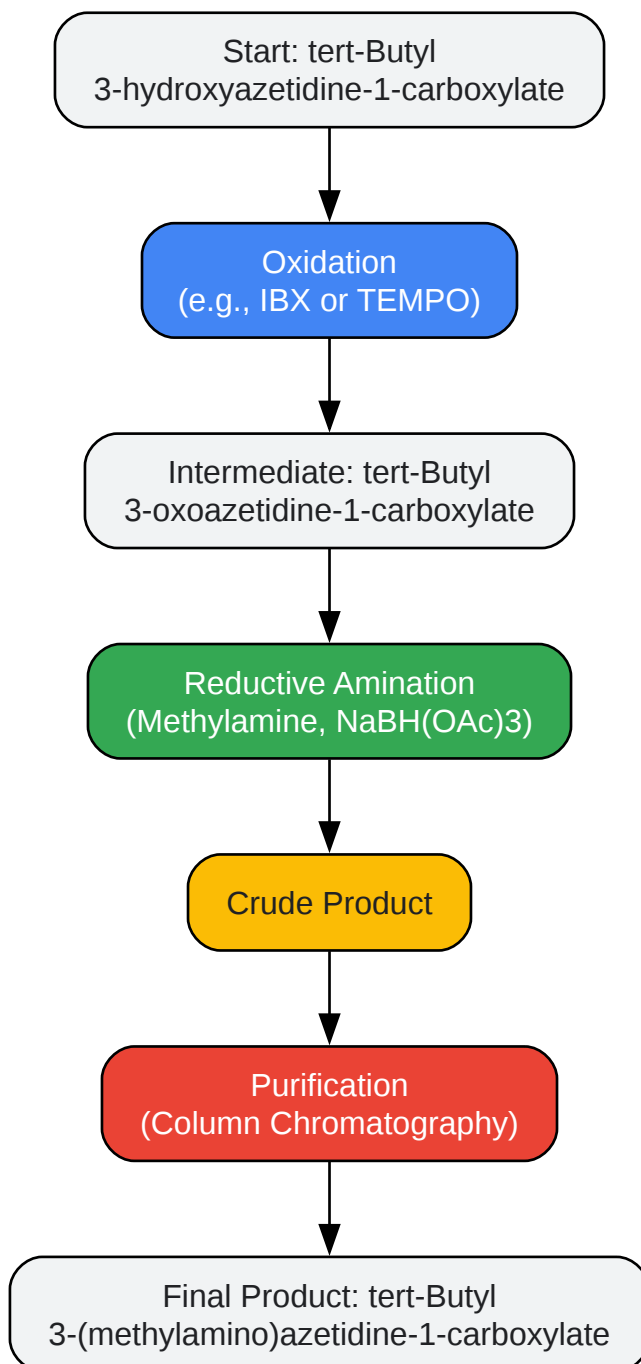 Start: tert-Butyl
3-hydroxyazetidine-1-carboxylate
Oxidation
(e.g., IBX or TEMPO)
Intermediate: tert-Butyl
3-oxoazetidine-1-carboxylate
Reductive Amination
(Methylamine, NaBH(OAc)3)
Crude Product
Purification
(Column Chromatography)
Final Product: tert-Butyl
3-(methylamino)azetidine-1-carboxylate